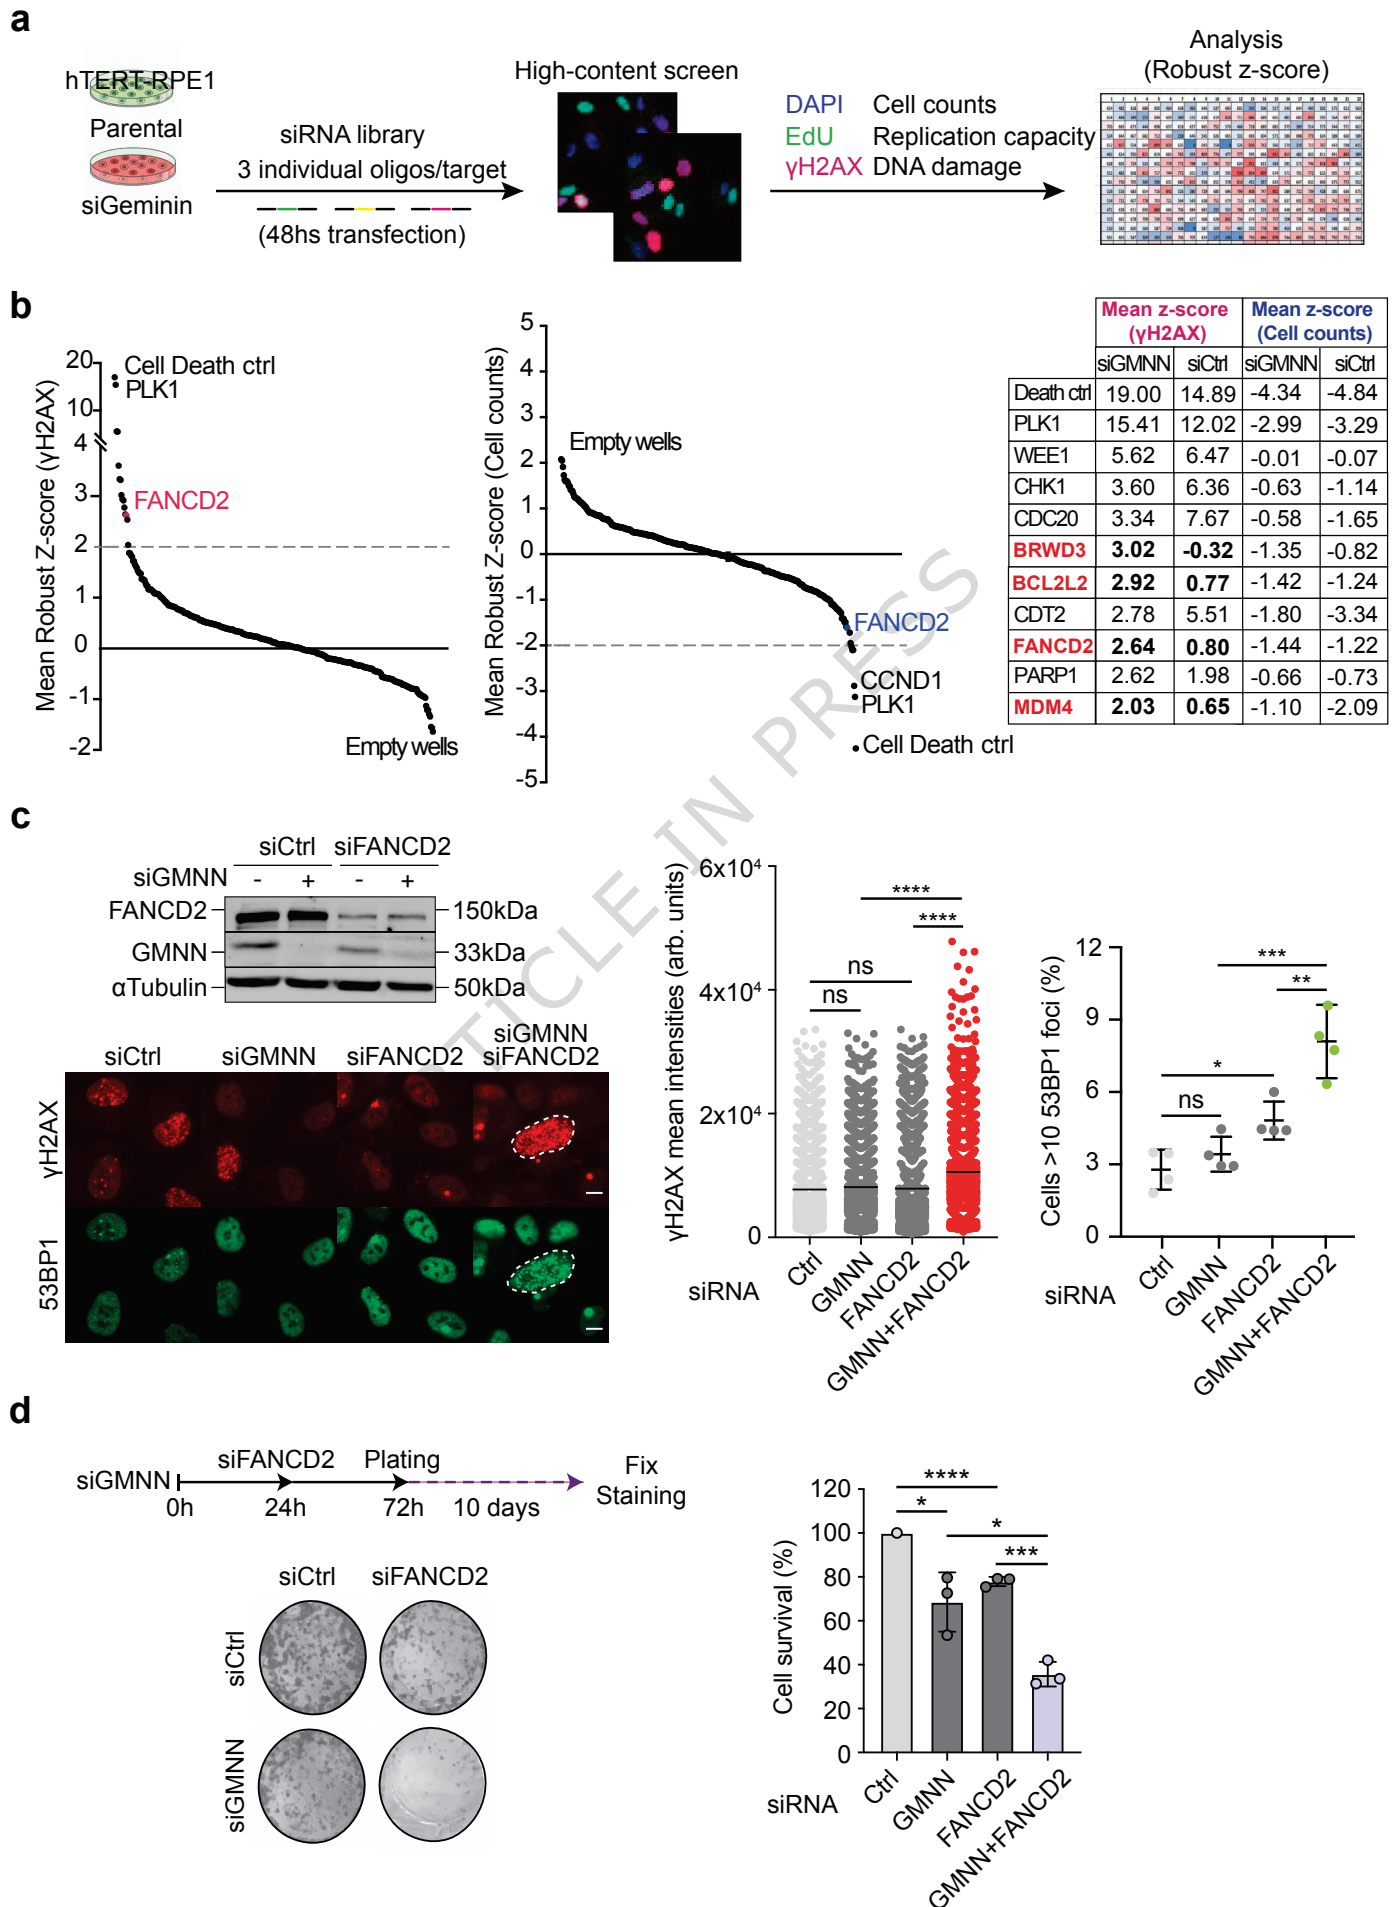 a
hTERT-RPE1
Parental
siGeminin
siRNA library
3 individual oligos/target
(48hs transfection)
High-content screen
DAPI Cell counts
EdU Replication capacity
γH2AX DNA damage
Analysis
(Robust z-score)
b
Mean Robust Z-score (γH2AX)
20
10
4
3
2
1
0
-1
-2
Cell Death ctrl
PLK1
FANCD2
Empty wells
Mean Robust Z-score (Cell counts)
5
4
3
2
1
0
-1
-2
-3
-4
-5
Empty wells
FANCD2
CCND1
PLK1
Cell Death ctrl
Mean z-score (γH2AX) Mean z-score (Cell counts)
siGMNN siCtrl siGMNN siCtrl
Death ctrl 19.00 14.89 -4.34 -4.84
PLK1 15.41 12.02 -2.99 -3.29
WEE1 5.62 6.47 -0.01 -0.07
CHK1 3.60 6.36 -0.63 -1.14
CDC20 3.34 7.67 -0.58 -1.65
BRWD3 3.02 -0.32 -1.35 -0.82
BCL2L2 2.92 0.77 -1.42 -1.24
CDT2 2.78 5.51 -1.80 -3.34
FANCD2 2.64 0.80 -1.44 -1.22
PARP1 2.62 1.98 -0.66 -0.73
MDM4 2.03 0.65 -1.10 -2.09
ARTICLE IN PRESS
c
siCtrl siFANCD2
siGMNN - + - +
FANCD2 150kDa
GMNN 33kDa
αTubulin 50kDa
siCtrl siGMNN siFANCD2 siGMNN siFANCD2
γH2AX
53BP1
γH2AX mean intensities (arb. units)
6x10⁴
4x10⁴
2x10⁴
0
ns
ns
****
****
siRNA
Ctrl
GMNN
FANCD2
GMNN+FANCD2
Cells >10 53BP1 foci (%)
12
9
6
3
0
ns
*
**
***
siRNA
Ctrl
GMNN
FANCD2
GMNN+FANCD2
d
siGMNN siFANCD2 Plating
0h 24h 72h 10 days
Fix
Staining
siCtrl siFANCD2
siCtrl
siGMNN
Cell survival (%)
120
100
80
60
40
20
0
****
*
*
***
siRNA
Ctrl
GMNN
FANCD2
GMNN+FANCD2